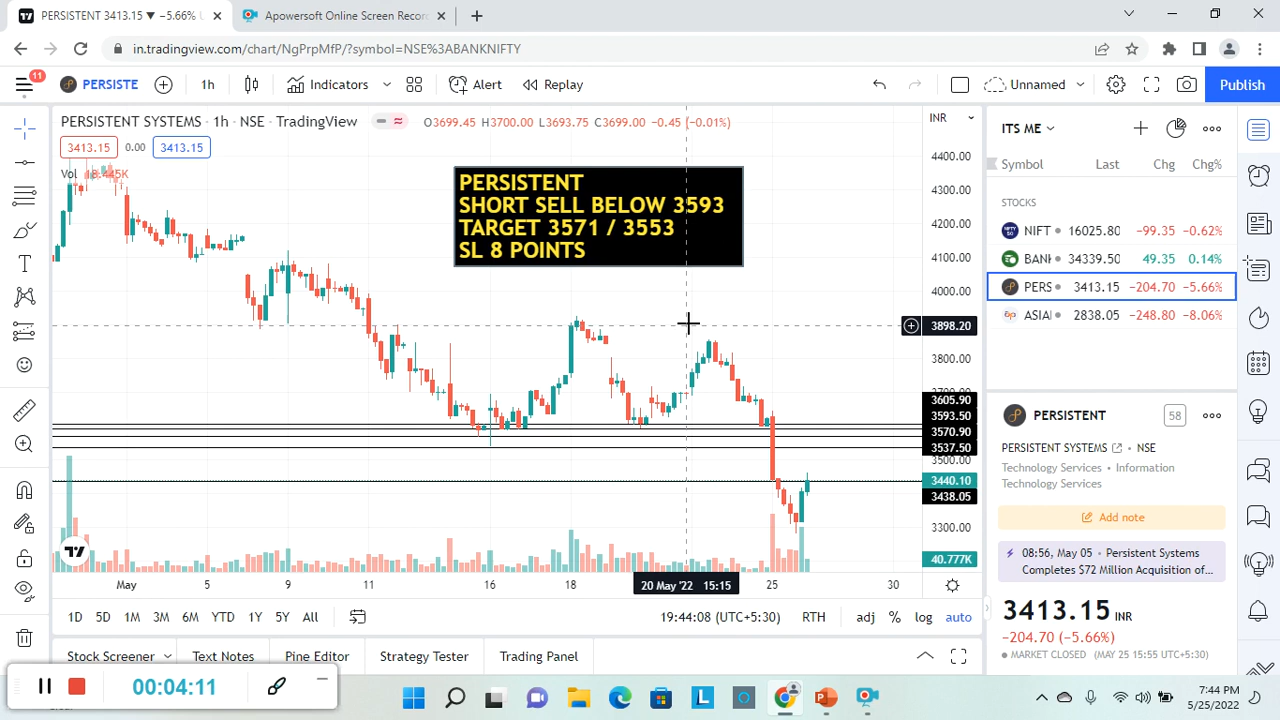 PERSISTENT 3413.15 ▼ −5.66%
Apowersoft Online Screen Recor
in.tradingview.com/chart/NgPrpMfP/?symbol=NSE%3ABANKNIFTY
11
PERSISTE
1h
Indicators
Alert
Replay
Unnamed
Publish
PERSISTENT SYSTEMS · 1h · NSE · TradingView
O3699.45 H3700.00 L3693.75 C3699.00 −0.45 (−0.01%)
3413.15 0.00 3413.15
Vol 18.445K
INR
PERSISTENT
SHORT SELL BELOW 3593
TARGET 3571 / 3553
SL 8 POINTS
4400.00
4300.00
4200.00
4100.00
4000.00
3898.20
3800.00
3700.00
3605.90
3593.50
3570.90
3537.50
3500.00
3440.10
3438.05
3300.00
40.777K
May 5 9 11 16 18 20 May '22 15:15 25 30
1D 5D 1M 3M 6M YTD 1Y 5Y All
19:44:08 (UTC+5:30) RTH adj % log auto
Stock Screener Text Notes Pine Editor Strategy Tester Trading Panel
ITS ME
Symbol Last Chg Chg%
STOCKS
NIFT 16025.80 −99.35 −0.62%
BANK 34339.50 49.35 0.14%
PERS 3413.15 −204.70 −5.66%
ASIAI 2838.05 −248.80 −8.06%
PERSISTENT 58
PERSISTENT SYSTEMS · NSE
Technology Services · Information
Technology Services
Add note
08:56, May 05 · Persistent Systems
Completes $72 Million Acquisition of...
3413.15 INR
−204.70 (−5.66%)
MARKET CLOSED (MAY 25 15:55 UTC+5:30)
00:04:11
7:44 PM
5/25/2022